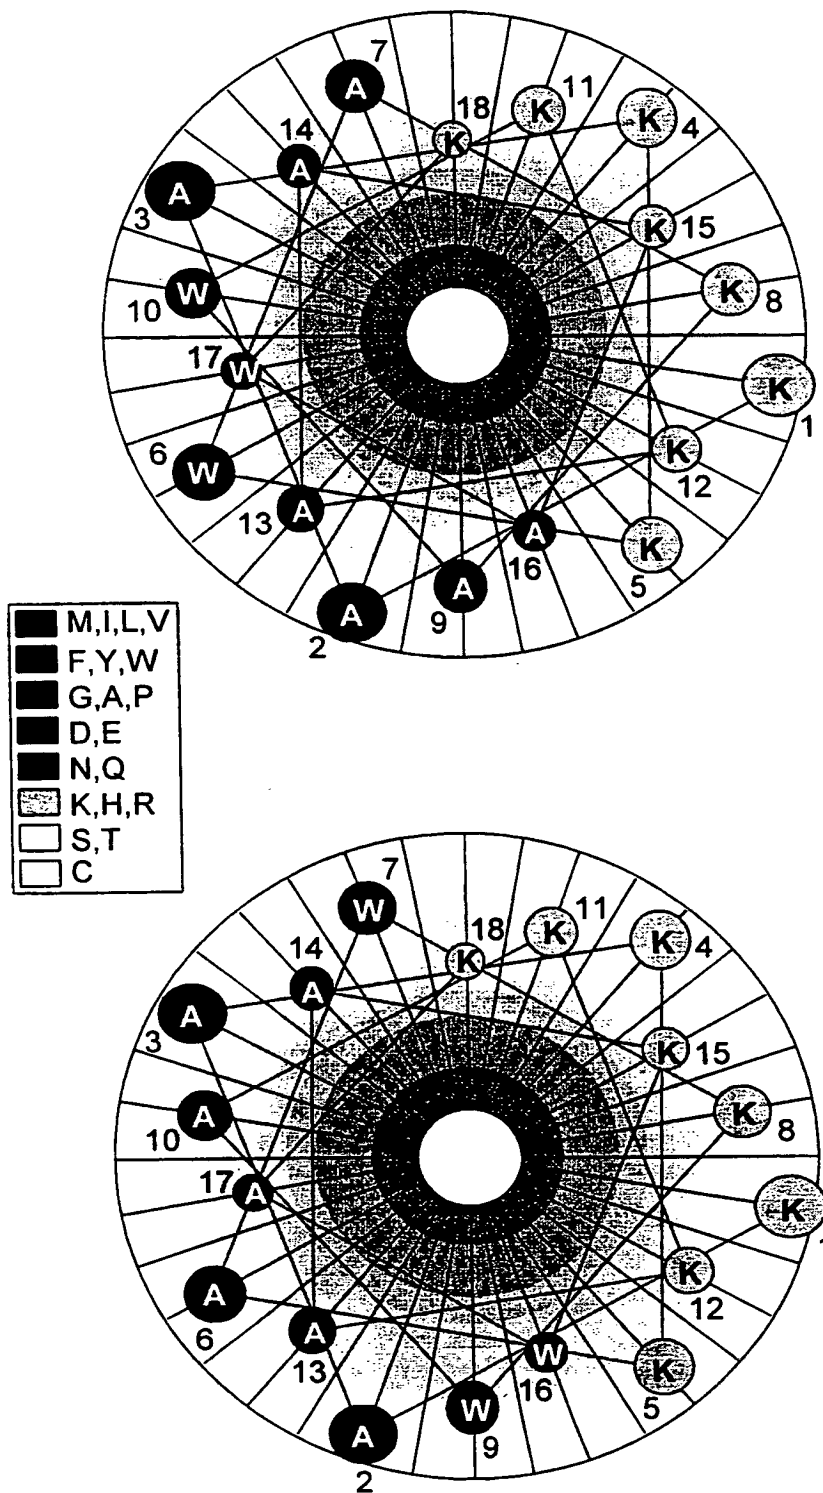 7
A
11
K
18
K
4
K
14
A
A
3
15
K
W
10
K
8
17
W
K
1
6
W
K
12
13
A
A
16
K
5
A
9
A
2
M,I,L,V
F,Y,W
G,A,P
D,E
N,Q
K,H,R
S,T
C
7
W
11
K
18
K
4
K
14
A
A
3
15
K
A
10
K
8
17
A
K
6
A
K
12
13
A
W
16
K
5
W
9
A
2